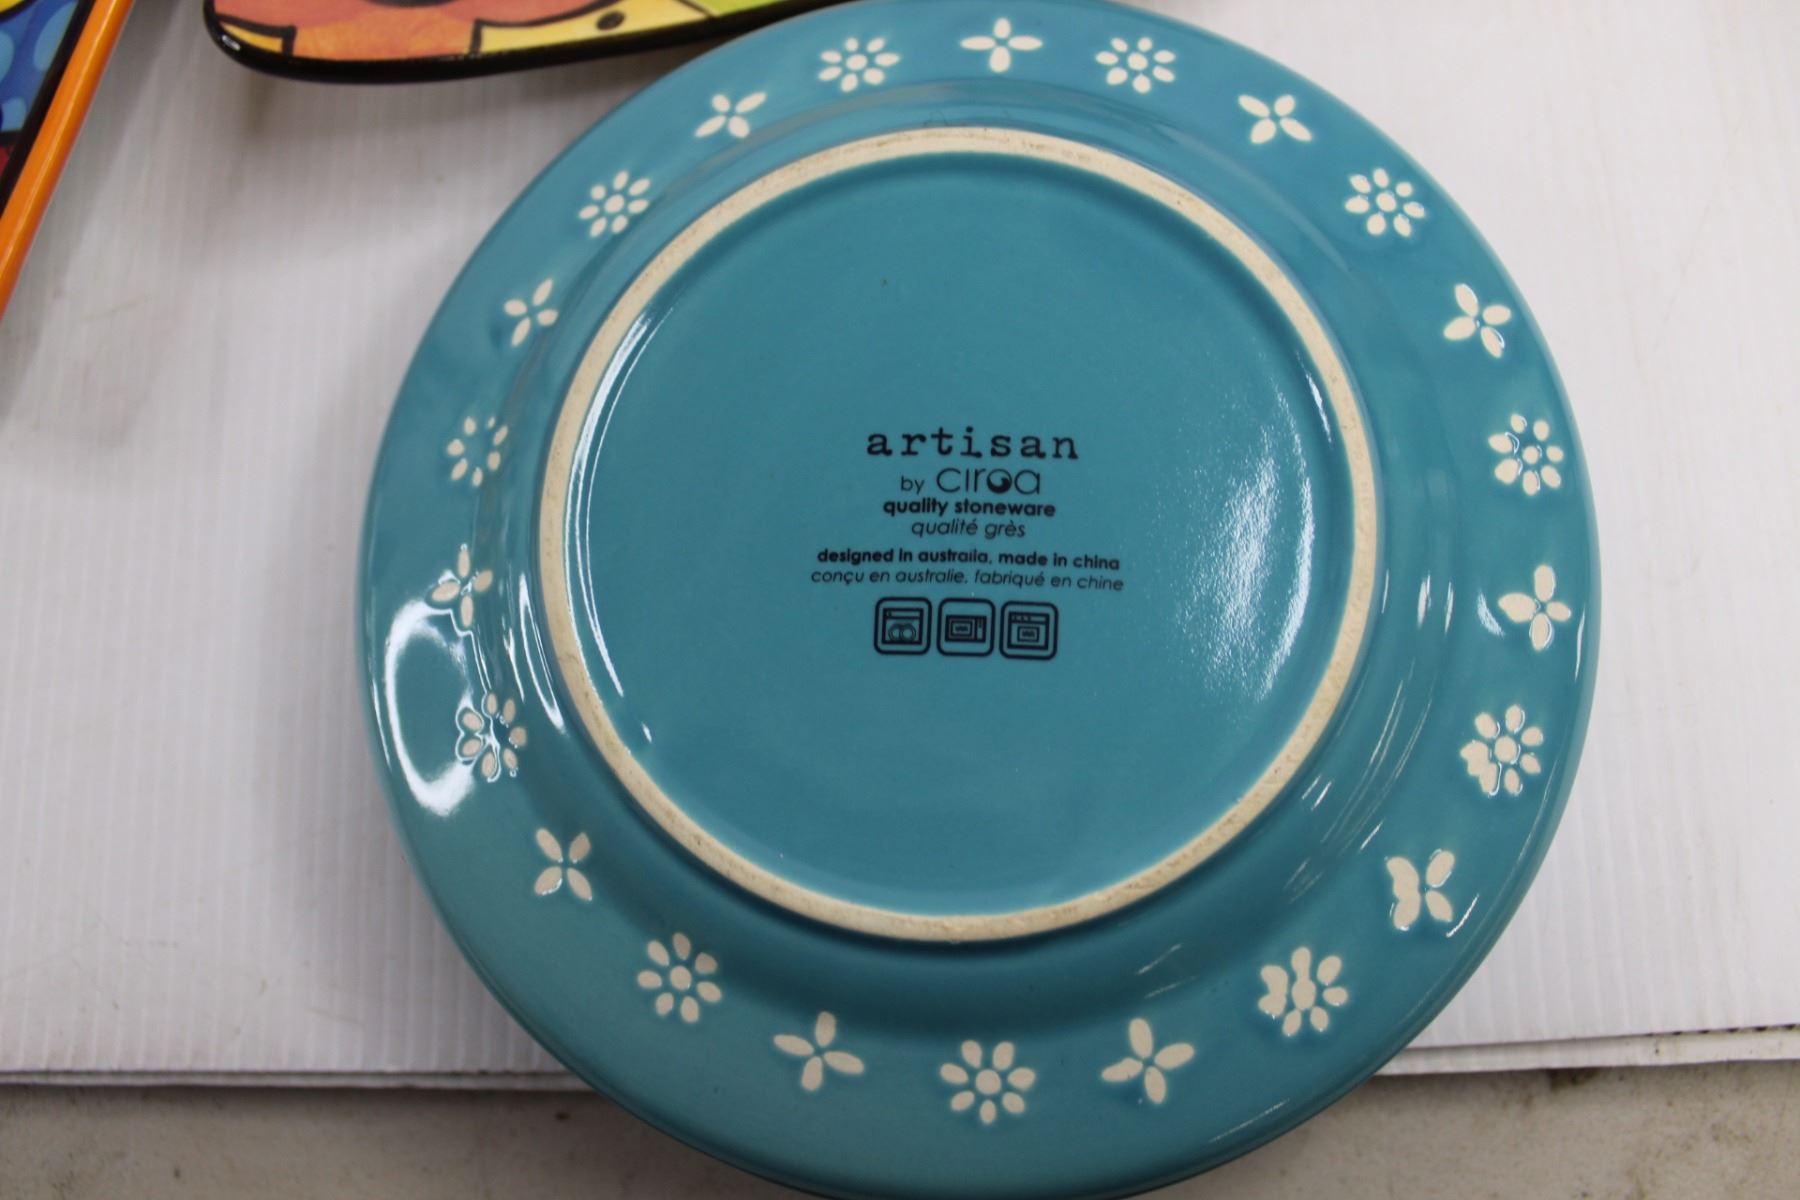 artisan
by ciroa
quality stoneware
qualité grès
designed in australia, made in china
conçu en australie, fabriqué en chine